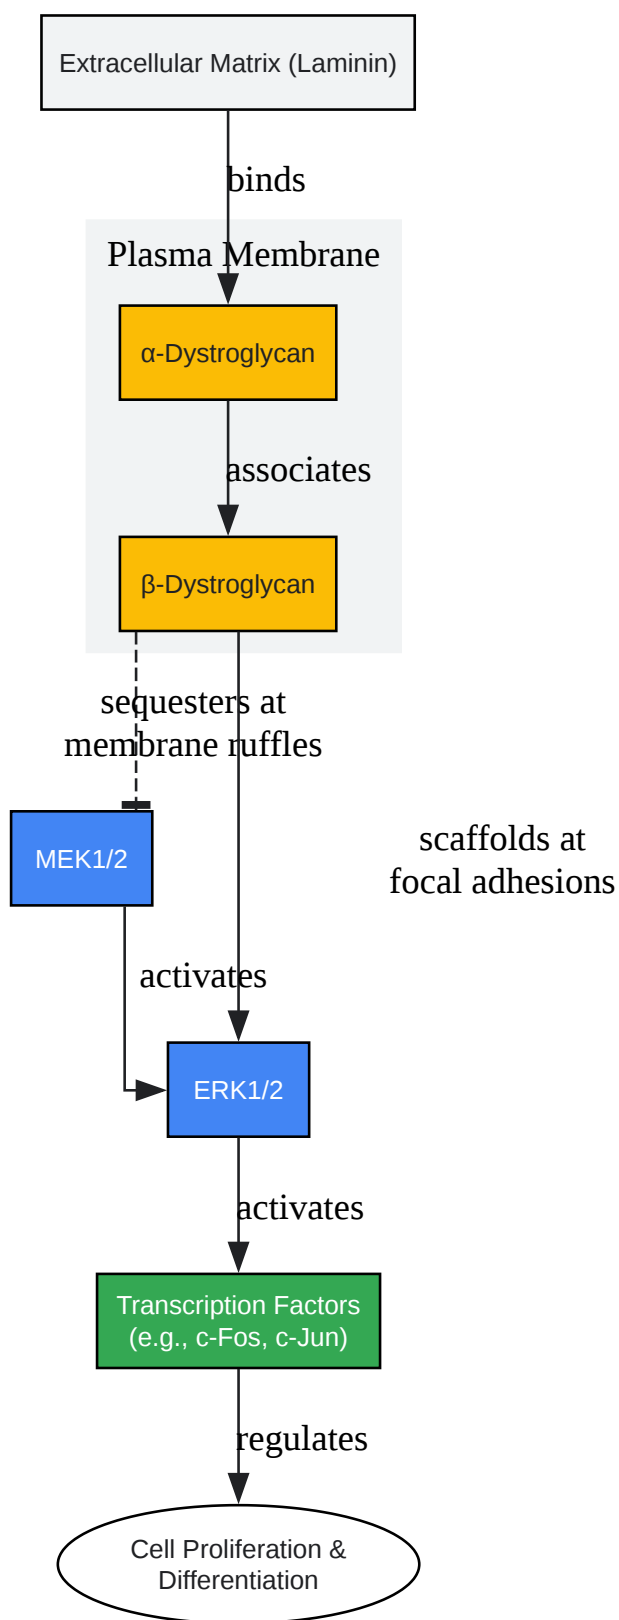 Extracellular Matrix (Laminin)
binds
Plasma Membrane
α-Dystroglycan
associates
β-Dystroglycan
sequesters at
membrane ruffles
MEK1/2
scaffolds at
focal adhesions
activates
ERK1/2
activates
Transcription Factors
(e.g., c-Fos, c-Jun)
regulates
Cell Proliferation &
Differentiation